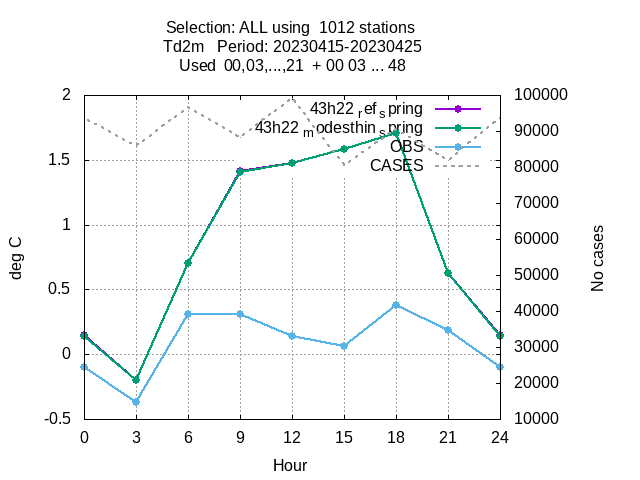 Selection: ALL using  1012 stations
Td2m   Period: 20230415-20230425
Used  00,03,...,21  + 00 03 ... 48
2
1.5
1
0.5
0
-0.5
100000
90000
80000
70000
60000
50000
40000
30000
20000
10000
43h22_ref_spring
43h22_modesthin_spring
OBS
CASES
deg C
No cases
0 3 6 9 12 15 18 21 24
Hour